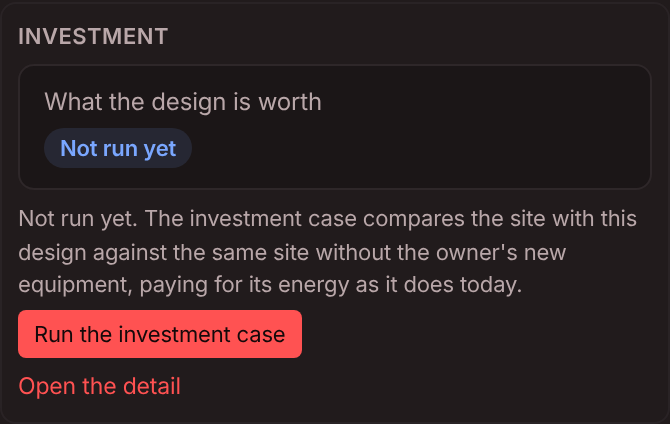 INVESTMENT
What the design is worth
Not run yet
Not run yet. The investment case compares the site with this
design against the same site without the owner's new
equipment, paying for its energy as it does today.
Run the investment case
Open the detail